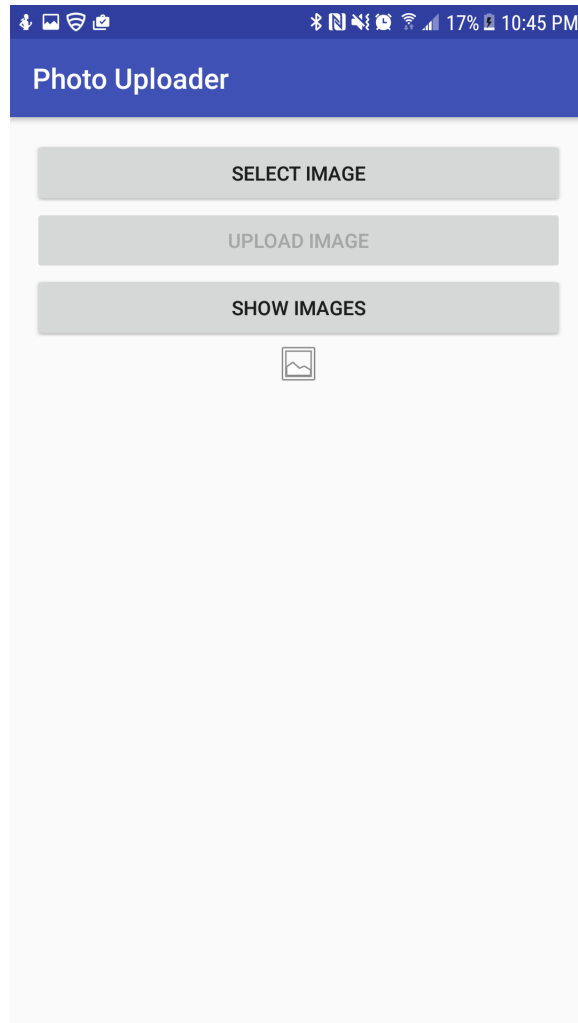 17% 10:45 PM
Photo Uploader
SELECT IMAGE
UPLOAD IMAGE
SHOW IMAGES